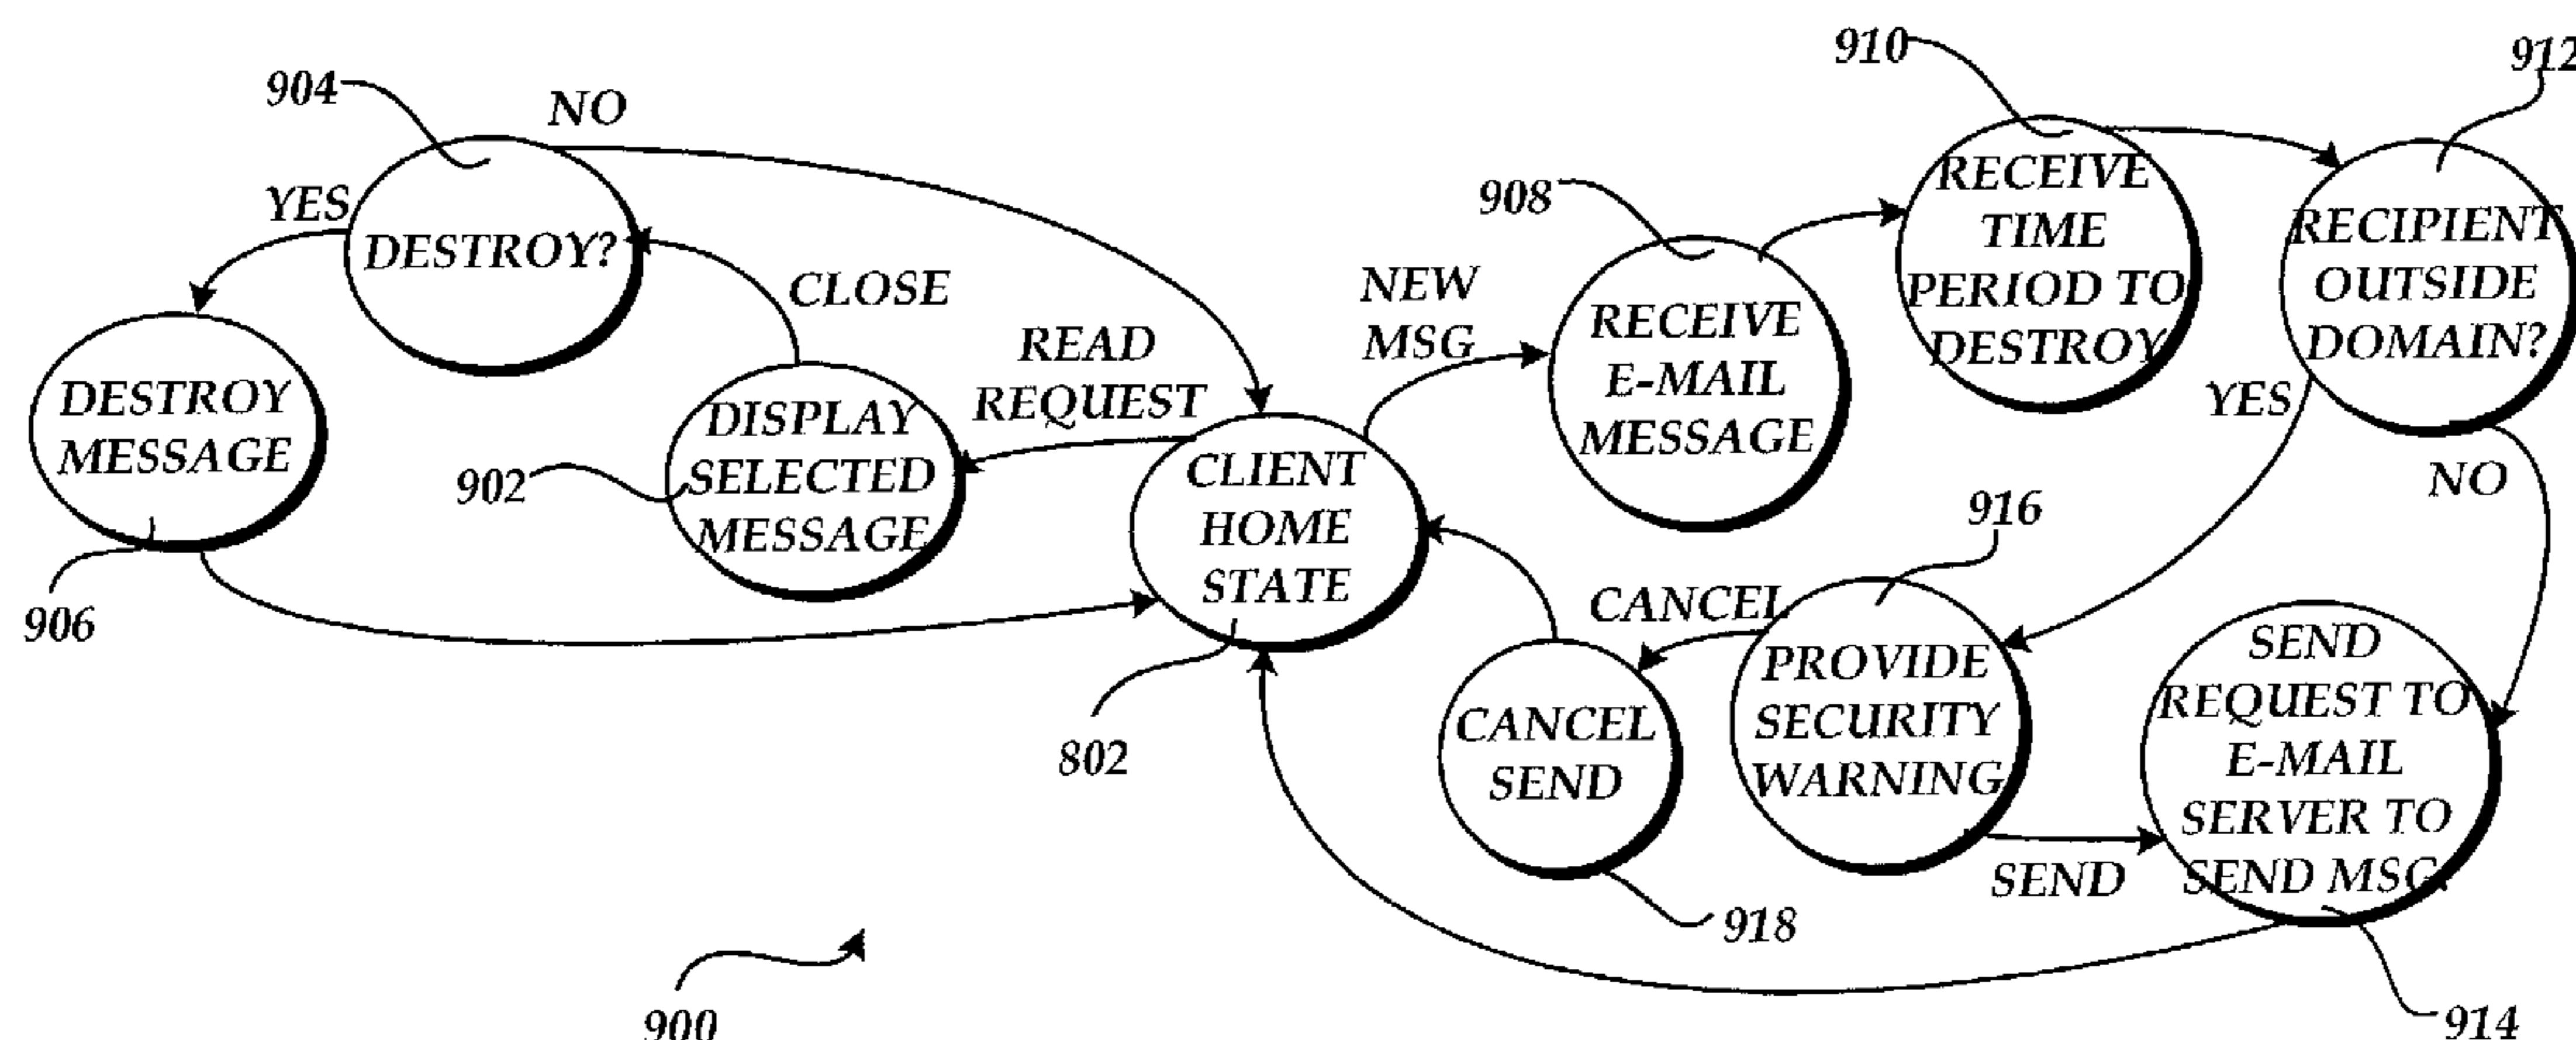 904
NO
YES
DESTROY?
CLOSE
DESTROY
MESSAGE
906
902
DISPLAY
SELECTED
MESSAGE
READ
REQUEST
CLIENT
HOME
STATE
802
NEW
MSG
908
RECEIVE
E-MAIL
MESSAGE
910
RECEIVE
TIME
PERIOD TO
DESTROY
912
RECIPIENT
OUTSIDE
DOMAIN?
YES
NO
916
PROVIDE
SECURITY
WARNING
CANCEL
CANCEL
SEND
918
SEND
SEND
REQUEST TO
E-MAIL
SERVER TO
SEND MSG.
914
900